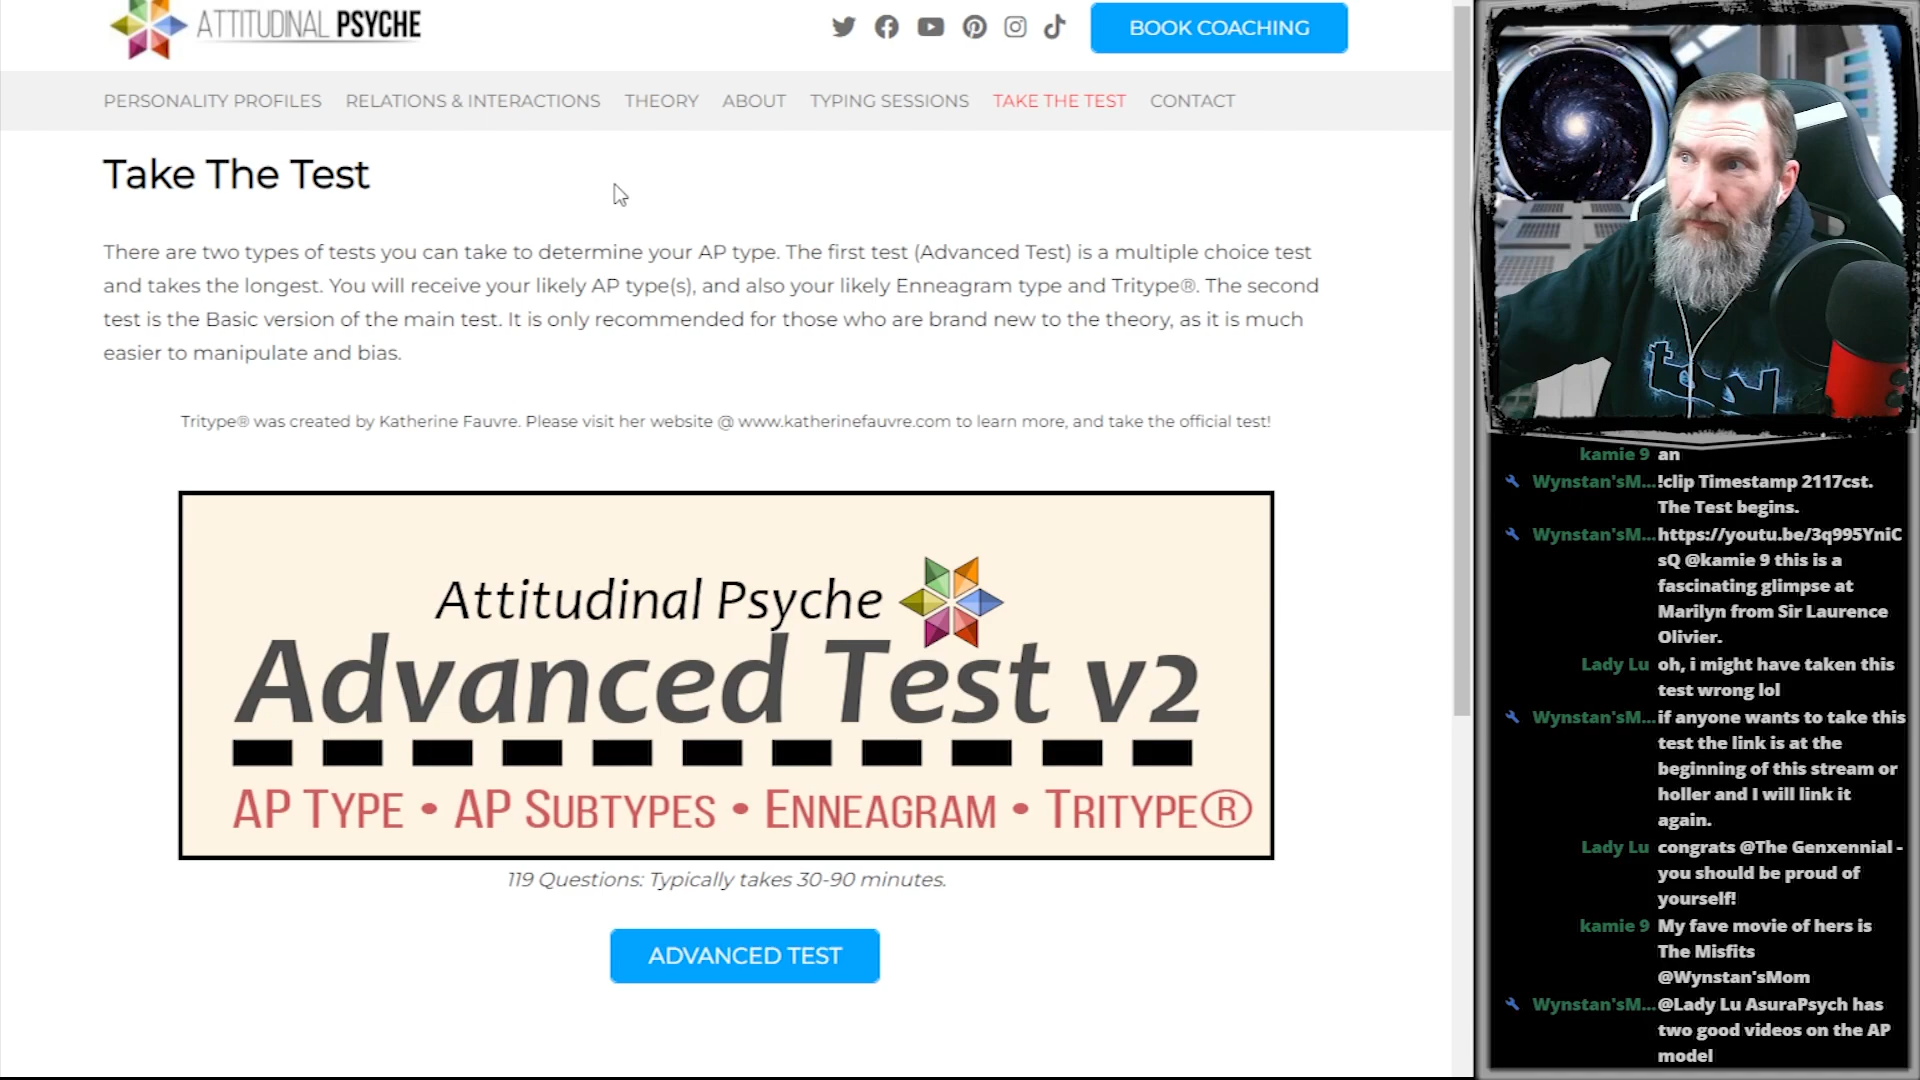 ATTITUDINAL PSYCHE
BOOK COACHING
PERSONALITY PROFILES RELATIONS & INTERACTIONS THEORY ABOUT TYPING SESSIONS TAKE THE TEST CONTACT
Take The Test
There are two types of tests you can take to determine your AP type. The first test (Advanced Test) is a multiple choice test
and takes the longest. You will receive your likely AP type(s), and also your likely Enneagram type and Tritype®. The second
test is the Basic version of the main test. It is only recommended for those who are brand new to the theory, as it is much
easier to manipulate and bias.
Tritype® was created by Katherine Fauvre. Please visit her website @ www.katherinefauvre.com to learn more, and take the official test!
Attitudinal Psyche
Advanced Test v2
AP TYPE • AP SUBTYPES • ENNEAGRAM • TRITYPE®
119 Questions: Typically takes 30-90 minutes.
ADVANCED TEST
kamie 9 an
Wynstan'sM... !clip Timestamp 2117cst.
The Test begins.
Wynstan'sM... https://youtu.be/3q995YniC
sQ @kamie 9 this is a
fascinating glimpse at
Marilyn from Sir Laurence
Olivier.
Lady Lu oh, i might have taken this
test wrong lol
Wynstan'sM... if anyone wants to take this
test the link is at the
beginning of this stream or
holler and I will link it
again.
Lady Lu congrats @The Genxennial -
you should be proud of
yourself!
kamie 9 My fave movie of hers is
The Misfits
@Wynstan'sMom
Wynstan'sM... @Lady Lu AsuraPsych has
two good videos on the AP
model